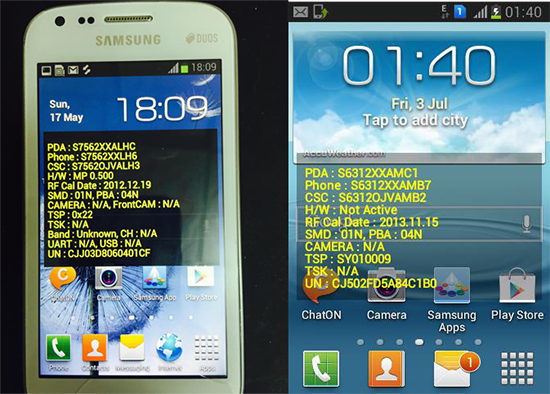 SAMSUNG DUOS
18:09
Sun,
17 May
18:09
PDA : S7562XXALHC
Phone : S7562XXLH6
CSC : S7562OJVALH3
H/W : MP 0.500
RF Cal Date : 2012.12.19
SMD : 01N, PBA : 04N
CAMERA : N/A, FrontCAM : N/A
TSP : 0x22
TSK : N/A
Band : Unknown, CH : N/A
UART : N/A, USB : N/A
UN : CJJ03D8060401CF
ChatON Camera Samsung App Play Store
Phone Contacts Messaging Internet Apps
E 1 01:40
01:40
Fri, 3 Jul
Tap to add city
AccuWeather.com
PDA : S6312XXAMC1
Phone : S6312XXAMB7
CSC : S6312OJVAMB2
H/W : Not Active
RF Cal Date : 2013.11.15
SMD : 01N, PBA : 04N
CAMERA : N/A
TSP : SY010009
TSK : N/A
UN : CJ502FD5A84C1B0
ChatON Camera Samsung Apps Play Store
1